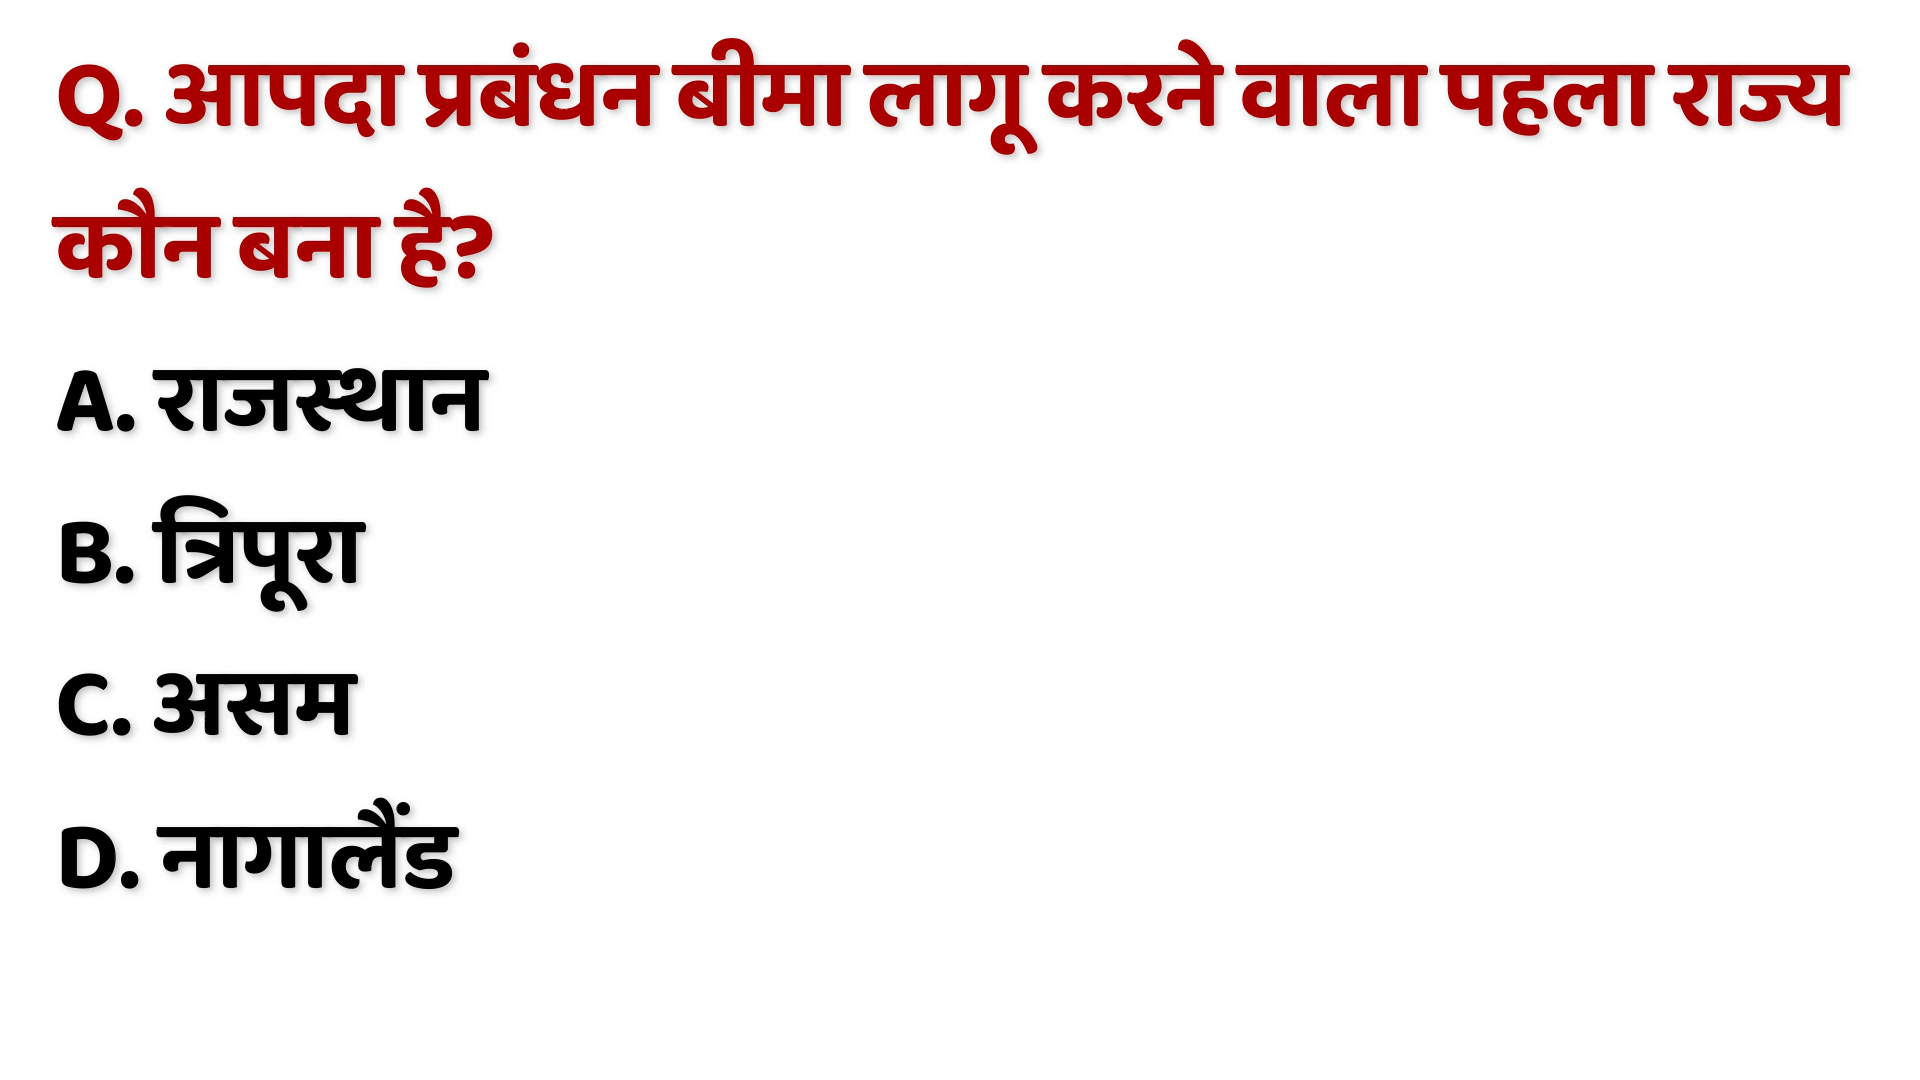 Q. आपदा प्रबंधन बीमा लागू करने वाला पहला राज्य
कौन बना है?
A. राजस्थान
B. त्रिपूरा
C. असम
D. नागालैंड